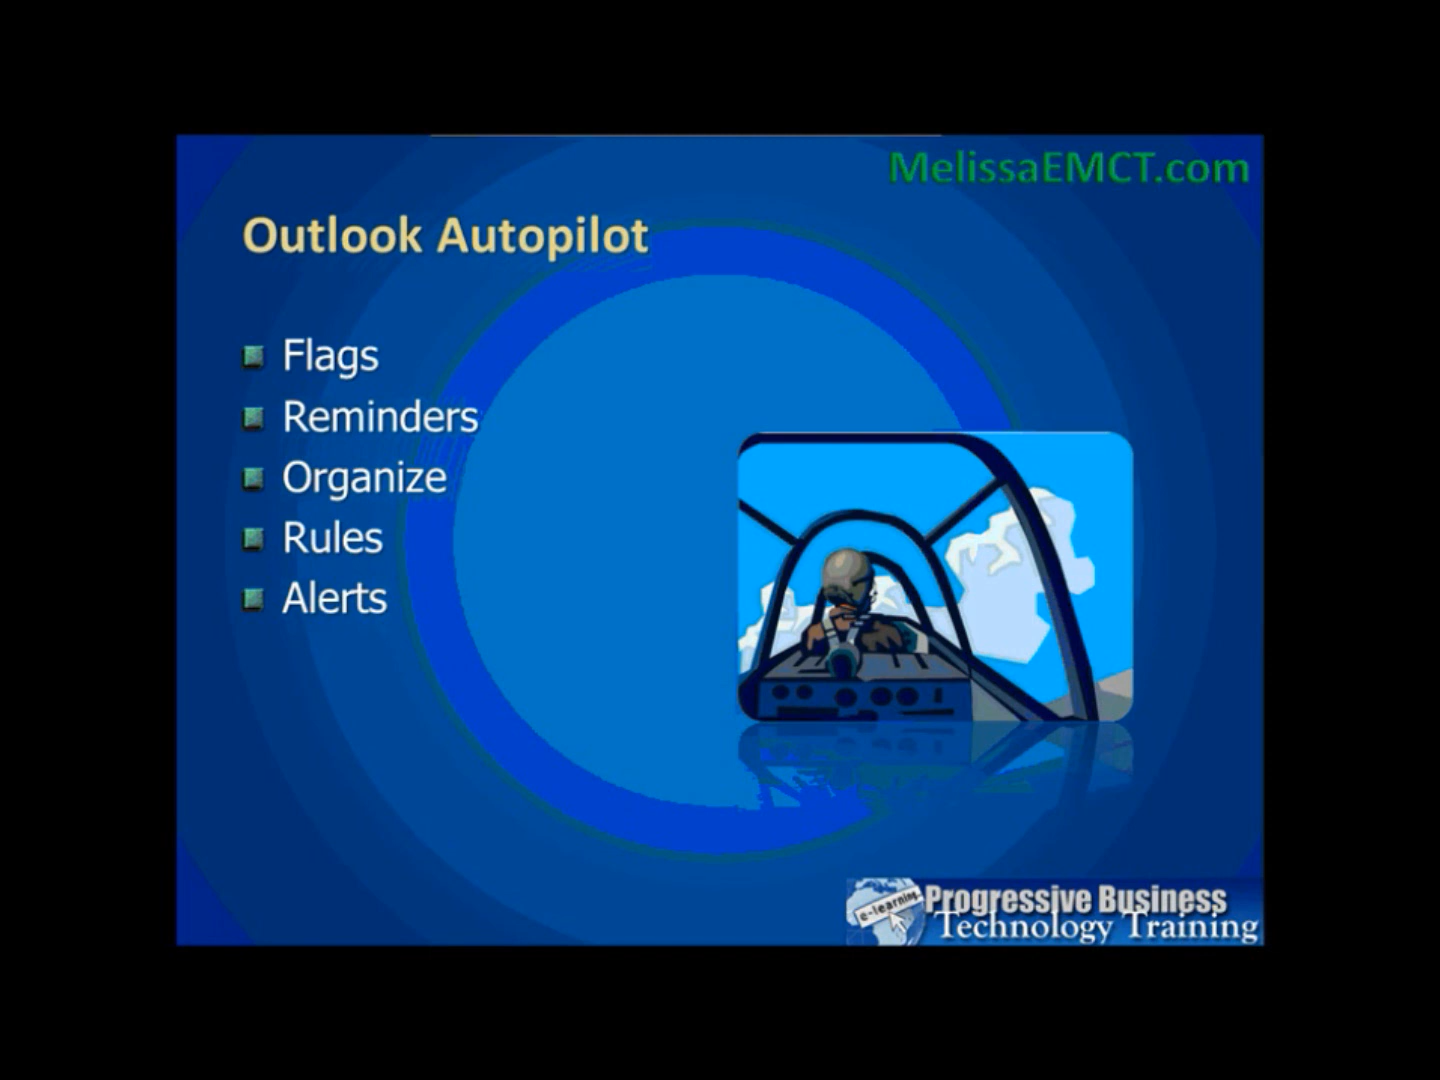 MelissaEMCT.com
Outlook Autopilot
Flags
Reminders
Organize
Rules
Alerts
e-learning
Progressive Business
Technology Training